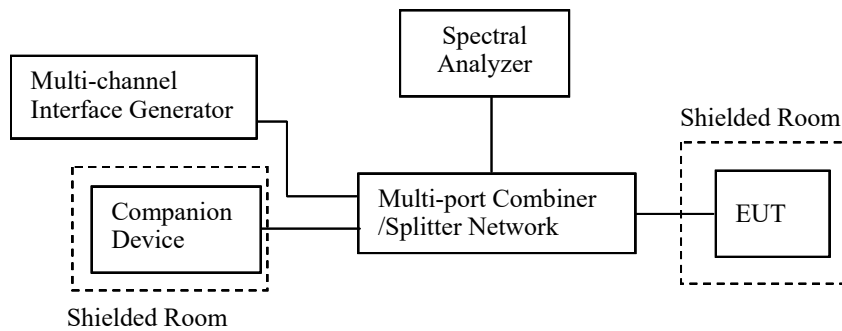 Spectral
Analyzer
Multi-channel
Interface Generator
Shielded Room
Companion
Device
Multi-port Combiner
/Splitter Network
EUT
Shielded Room